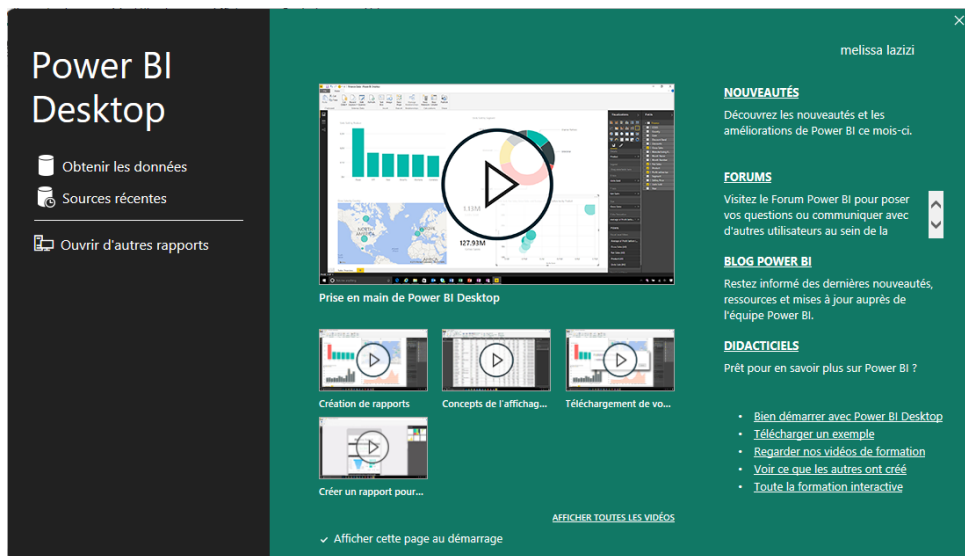 Power BI
Desktop
Obtenir les données
Sources récentes
Ouvrir d'autres rapports
127.93M
Prise en main de Power BI Desktop
Création de rapports
Concepts de l'affichag...
Téléchargement de vo...
Créer un rapport pour...
AFFICHER TOUTES LES VIDÉOS
Afficher cette page au démarrage
melissa lazizi
NOUVEAUTÉS
Découvrez les nouveautés et les
améliorations de Power BI ce mois-ci.
FORUMS
Visitez le Forum Power BI pour poser
vos questions ou communiquer avec
d'autres utilisateurs au sein de la
BLOG POWER BI
Restez informé des dernières nouveautés,
ressources et mises à jour auprès de
l'équipe Power BI.
DIDACTICIELS
Prêt pour en savoir plus sur Power BI ?
• Bien démarrer avec Power BI Desktop
• Télécharger un exemple
• Regarder nos vidéos de formation
• Voir ce que les autres ont créé
• Toute la formation interactive